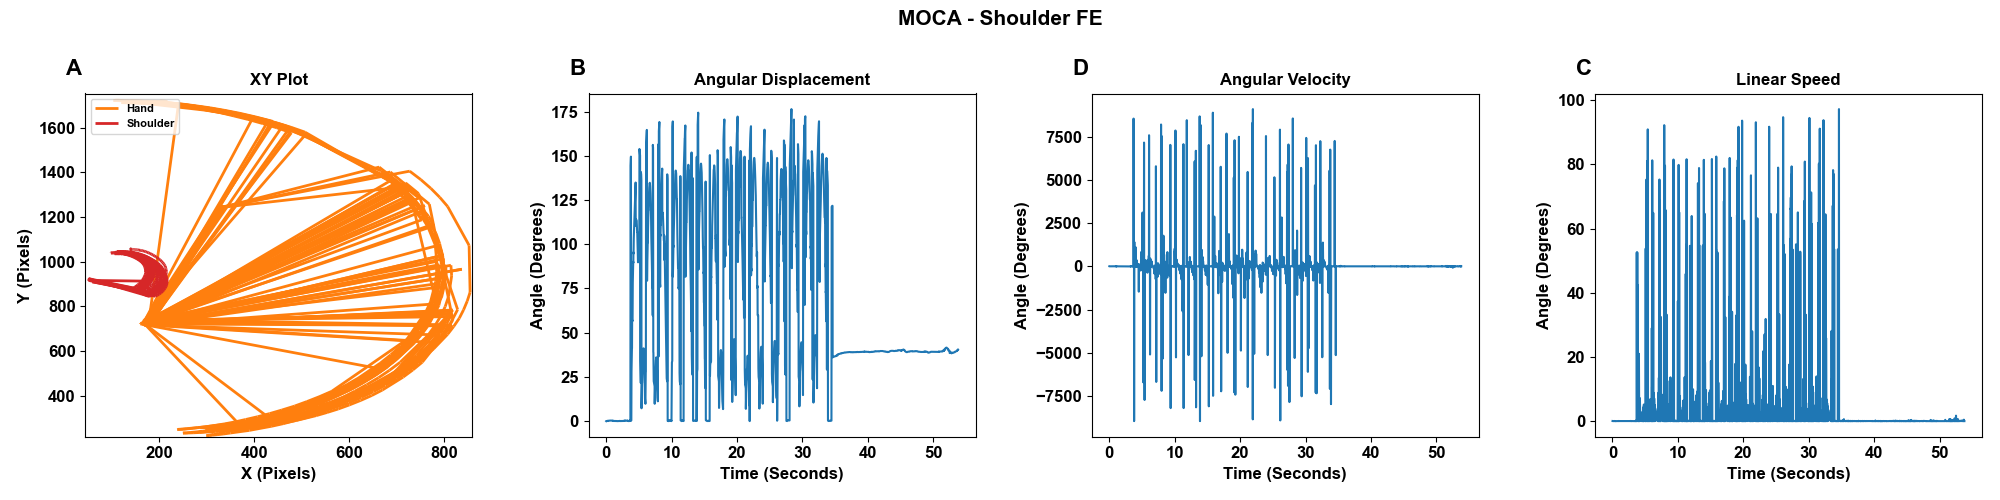 MOCA - Shoulder FE
A
XY Plot
Hand
Shoulder
1600
1400
1200
1000
800
600
400
Y (Pixels)
200
400
600
800
X (Pixels)
B
Angular Displacement
175
150
125
100
75
50
25
0
Angle (Degrees)
0
10
20
30
40
50
Time (Seconds)
D
Angular Velocity
7500
5000
2500
0
−2500
−5000
−7500
Angle (Degrees)
0
10
20
30
40
50
Time (Seconds)
C
Linear Speed
100
80
60
40
20
0
Angle (Degrees)
0
10
20
30
40
50
Time (Seconds)